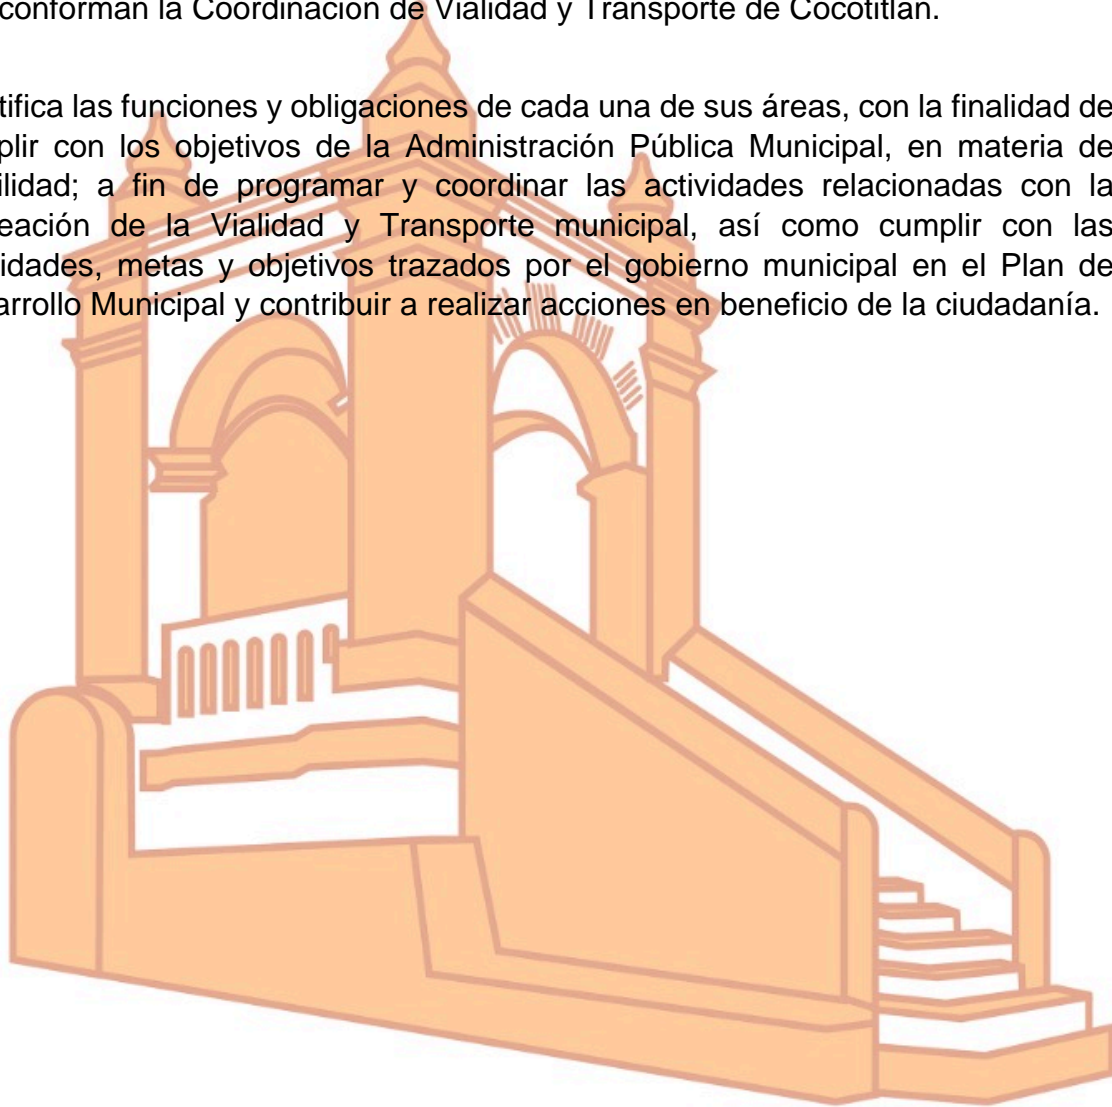 conforman la Coordinación de Vialidad y Transporte de Cocotitlán.
tifica las funciones y obligaciones de cada una de sus áreas, con la finalidad de
plir con los objetivos de la Administración Pública Municipal, en materia de
ilidad; a fin de programar y coordinar las actividades relacionadas con la
eación de la Vialidad y Transporte municipal, así como cumplir con las
idades, metas y objetivos trazados por el gobierno municipal en el Plan de
arrollo Municipal y contribuir a realizar acciones en beneficio de la ciudadanía.